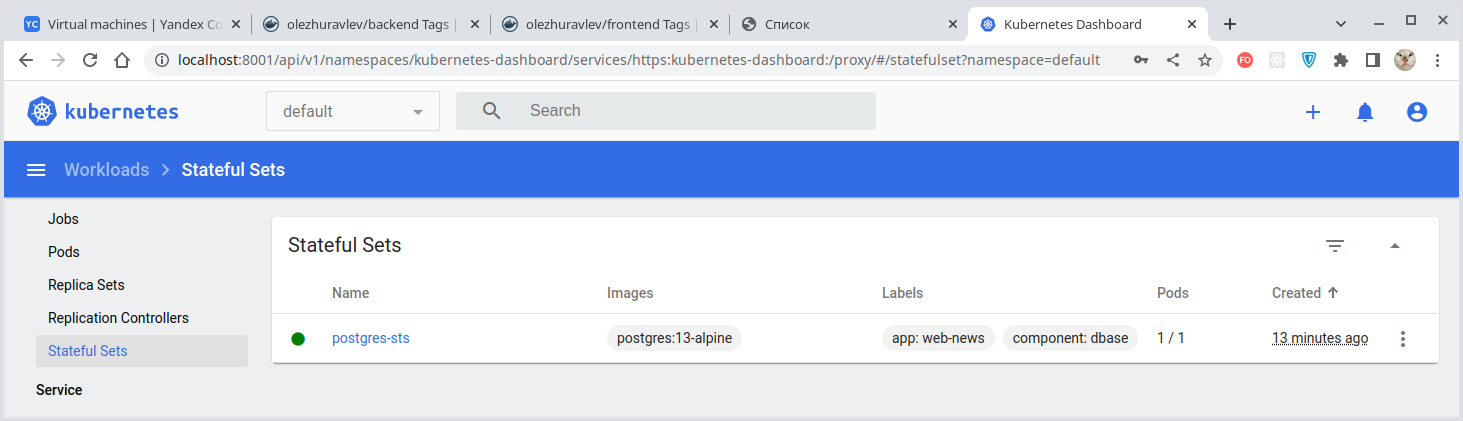 YC Virtual machines | Yandex Co olezhuravlev/backend Tags | olezhuravlev/frontend Tags | Список Kubernetes Dashboard
localhost:8001/api/v1/namespaces/kubernetes-dashboard/services/https:kubernetes-dashboard:/proxy/#/statefulset?namespace=default FO
kubernetes default Search
Workloads Stateful Sets
Jobs
Pods
Replica Sets
Replication Controllers
Stateful Sets
Service
Stateful Sets
Name Images Labels Pods Created
postgres-sts postgres:13-alpine app: web-news component: dbase 1 / 1 13 minutes ago